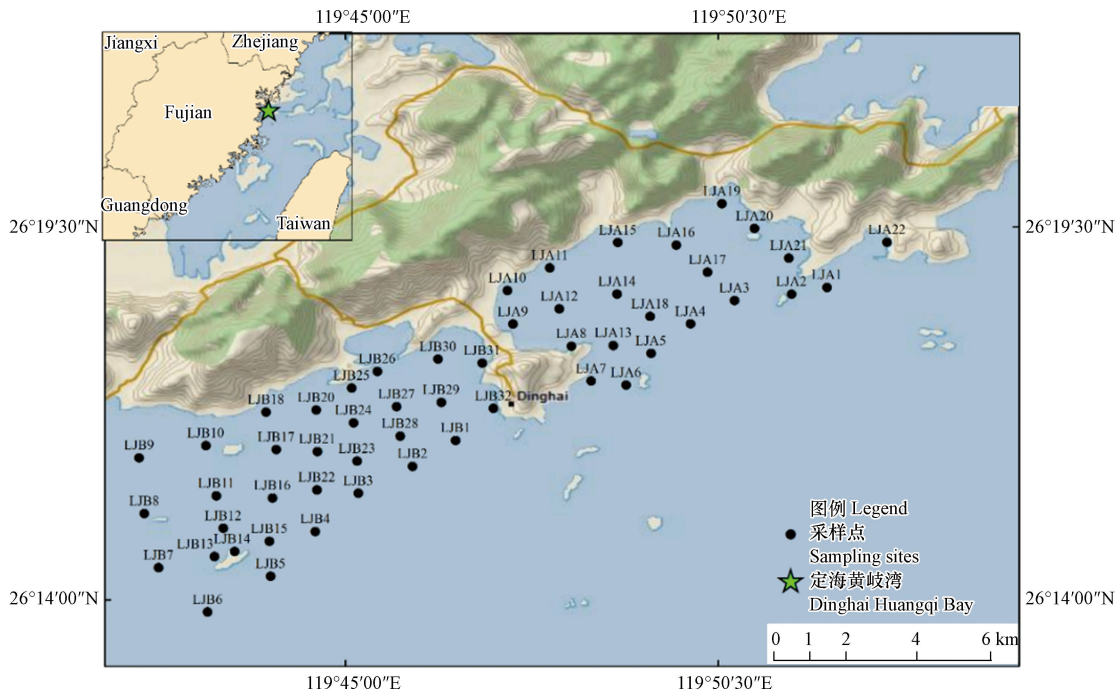 119°45′00″E
119°50′30″E
Jiangxi
Zhejiang
Fujian
Guangdong
Taiwan
26°19′30″N
26°19′30″N
LJA19
LJA20
LJA15
LJA16
LJA22
LJA21
LJA11
LJA17
LJA10
LJA14
LJA3
LJA2
LJA1
LJA12
LJA18
LJA9
LJA4
LJA8
LJA13
LJA5
LJB30
LJB31
LJB26
LJA7
LJA6
LJB25
LJB18
LJB20
LJB27
LJB29
LJB32
Dinghai
LJB24
LJB10
LJB17
LJB21
LJB28
LJB1
LJB9
LJB23
LJB2
LJB11
LJB16
LJB22
LJB3
LJB8
LJB12
LJB4
LJB13
LJB14
LJB15
LJB7
LJB5
LJB6
图例 Legend
采样点
Sampling sites
定海黄岐湾
Dinghai Huangqi Bay
26°14′00″N
26°14′00″N
0 1 2 4 6 km
119°45′00″E
119°50′30″E